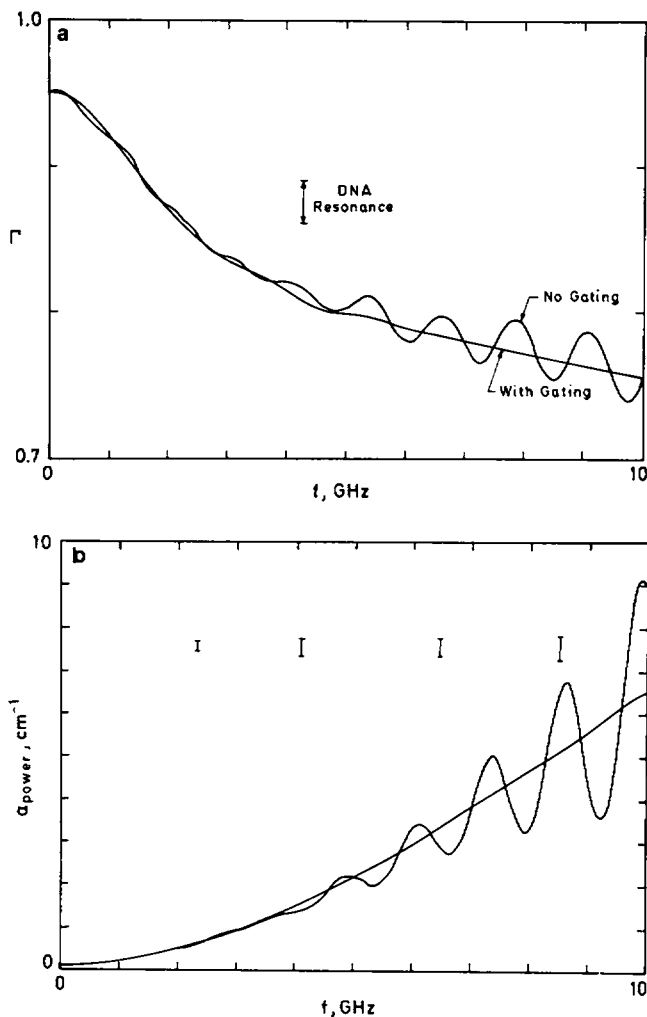 a
1.0
DNA
Resonance
Γ
No Gating
With Gating
0.7
0
10
f, GHz
b
10
α power, cm⁻¹
0
0
10
f, GHz